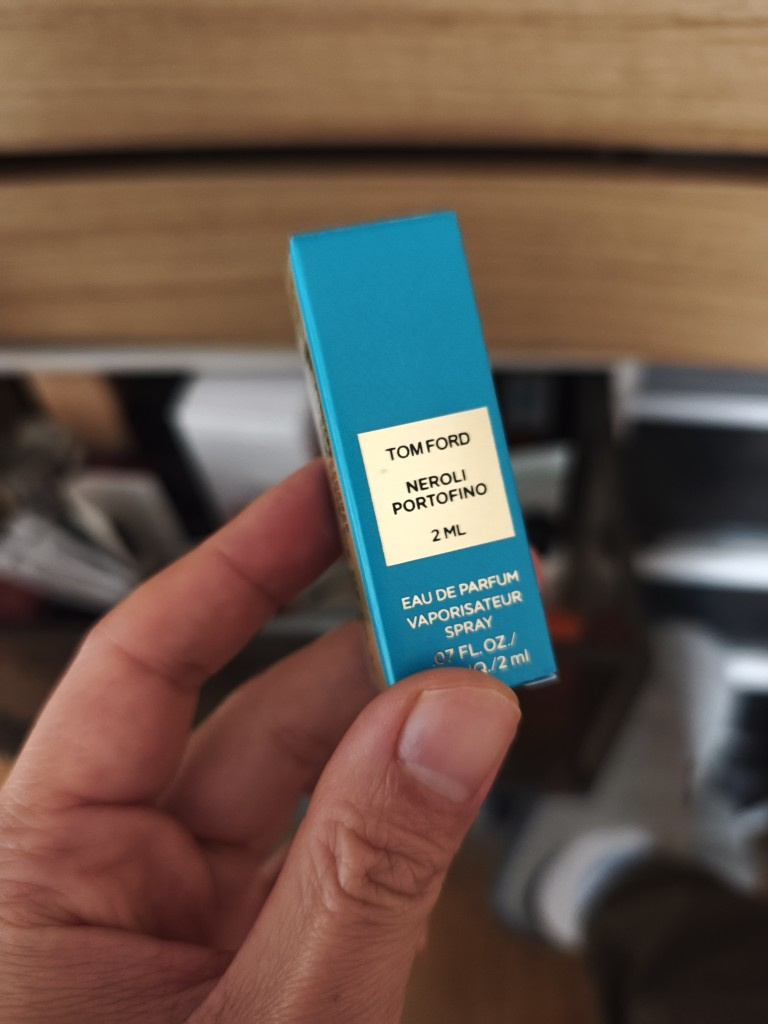 TOM FORD
NEROLI
PORTOFINO
2 ML
EAU DE PARFUM
VAPORISATEUR
SPRAY
.07 FL.OZ./
2 ml